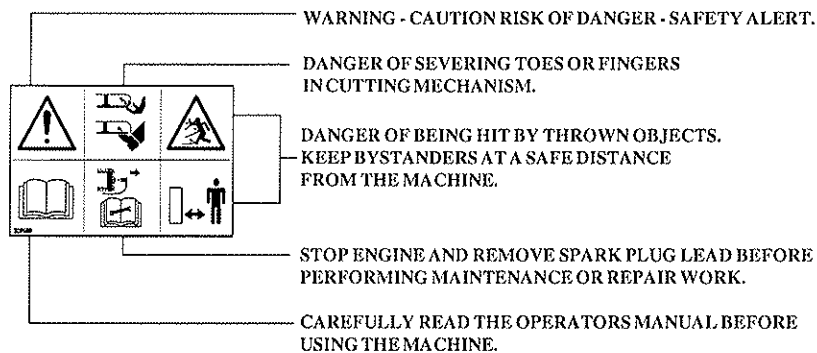 WARNING - CAUTION RISK OF DANGER - SAFETY ALERT.
DANGER OF SEVERING TOES OR FINGERS
IN CUTTING MECHANISM.
DANGER OF BEING HIT BY THROWN OBJECTS.
KEEP BYSTANDERS AT A SAFE DISTANCE
FROM THE MACHINE.
STOP ENGINE AND REMOVE SPARK PLUG LEAD BEFORE
PERFORMING MAINTENANCE OR REPAIR WORK.
CAREFULLY READ THE OPERATORS MANUAL BEFORE
USING THE MACHINE.